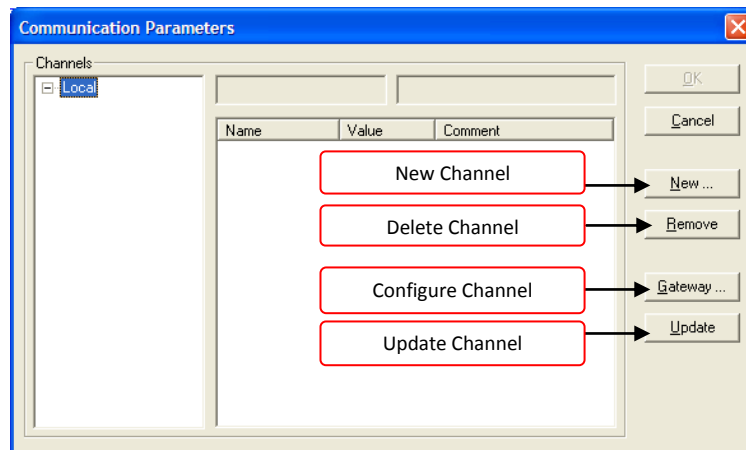 Communication Parameters
Channels
Local
OK
Cancel
Name Value Comment
New Channel
New ...
Delete Channel
Remove
Configure Channel
Gateway ...
Update Channel
Update